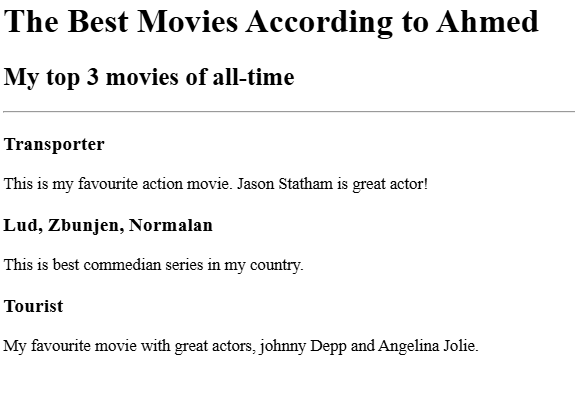 The Best Movies According to Ahmed
My top 3 movies of all-time
Transporter
This is my favourite action movie. Jason Statham is great actor!
Lud, Zbunjen, Normalan
This is best commedian series in my country.
Tourist
My favourite movie with great actors, johnny Depp and Angelina Jolie.